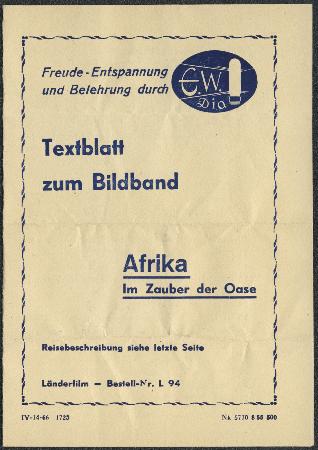 Freude-Entspannung
und Belehrung durch
C.W.
Dia
Textblatt
zum Bildband
Afrika
Im Zauber der Oase
Reisebeschreibung siehe letzte Seite
Länderfilm — Bestell-Nr. L 94
IV-14-66 1725